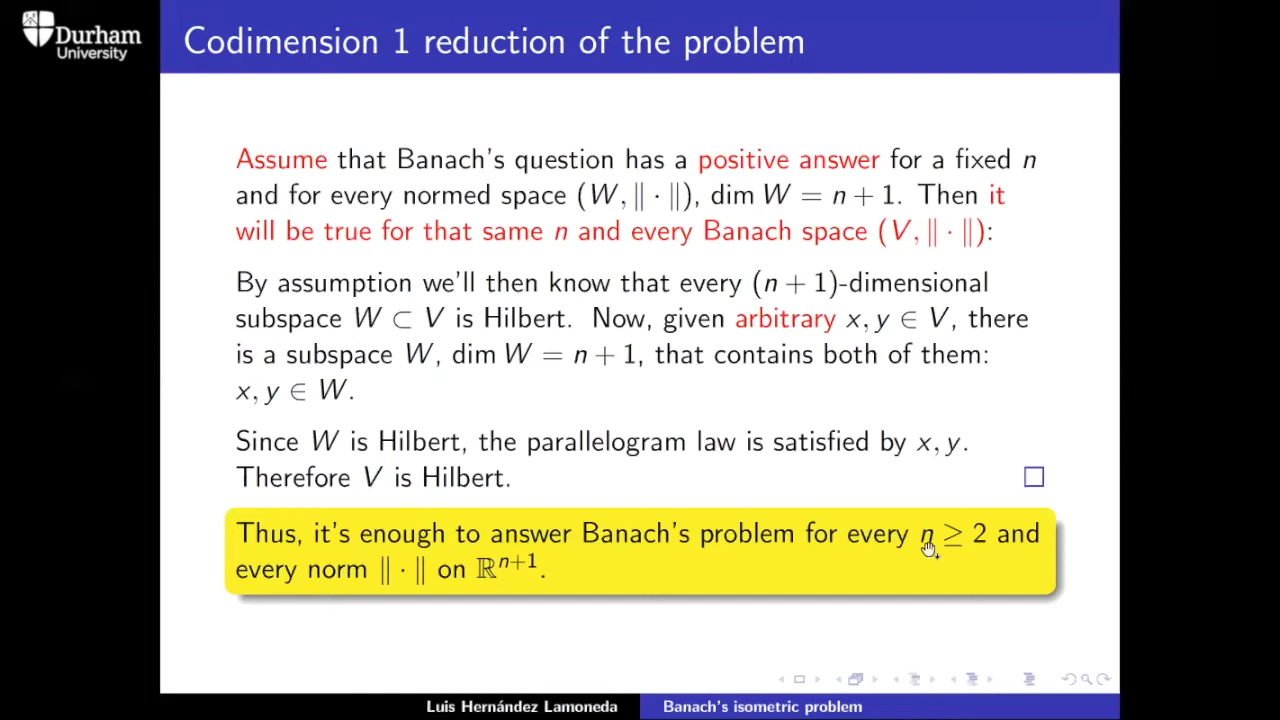 Durham
University
Codimension 1 reduction of the problem
Assume that Banach's question has a positive answer for a fixed n
and for every normed space (W, ‖ · ‖), dim W = n + 1. Then it
will be true for that same n and every Banach space (V, ‖ · ‖):
By assumption we'll then know that every (n + 1)-dimensional
subspace W ⊂ V is Hilbert. Now, given arbitrary x, y ∈ V, there
is a subspace W, dim W = n + 1, that contains both of them:
x, y ∈ W.
Since W is Hilbert, the parallelogram law is satisfied by x, y.
Therefore V is Hilbert. □
Thus, it's enough to answer Banach's problem for every n ≥ 2 and
every norm ‖ · ‖ on ℝⁿ⁺¹.
Luis Hernández Lamoneda Banach's isometric problem